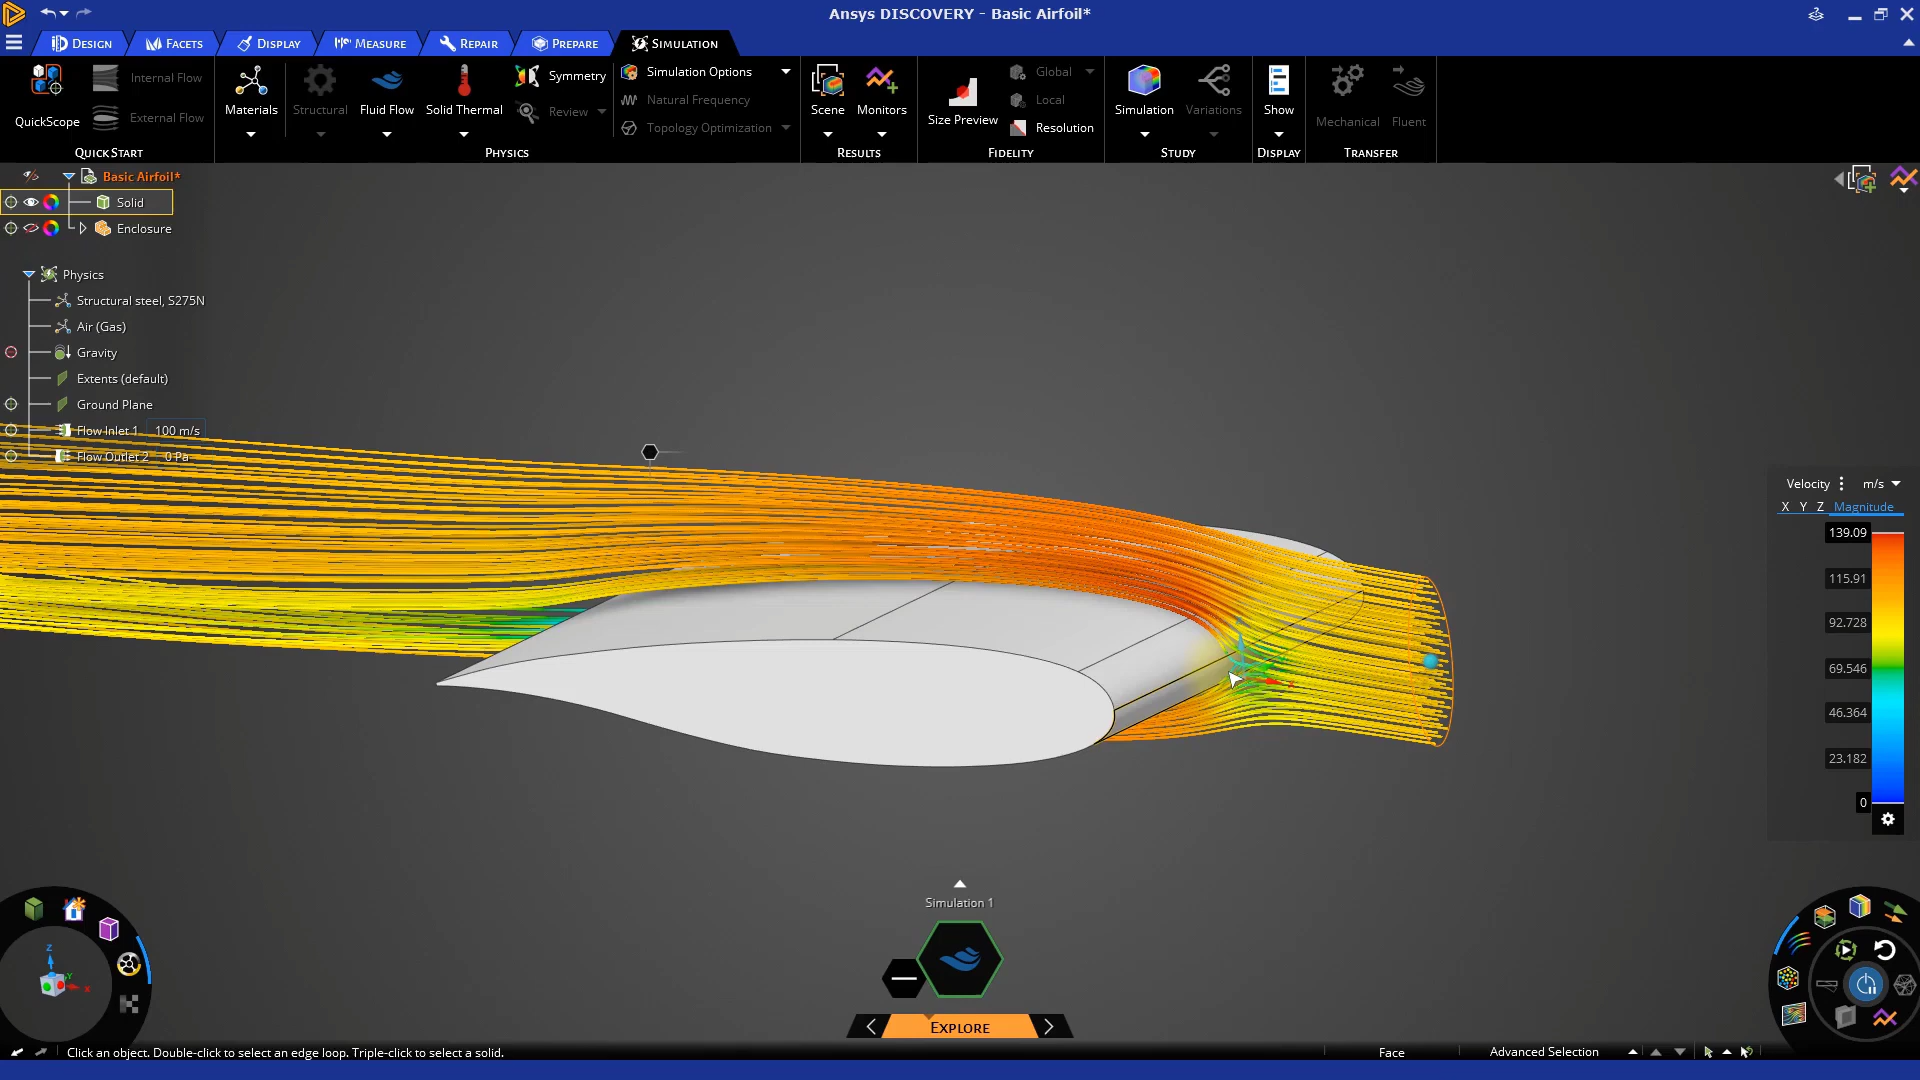 Ansys DISCOVERY - Basic Airfoil*
DESIGN
FACETS
DISPLAY
MEASURE
REPAIR
PREPARE
SIMULATION
QuickScope
Internal Flow
External Flow
QUICK START
Materials
Structural
Fluid Flow
Solid Thermal
Symmetry
Review
PHYSICS
Simulation Options
Natural Frequency
Topology Optimization
Scene
Monitors
RESULTS
Size Preview
Global
Local
Resolution
FIDELITY
Simulation
Variations
STUDY
Show
DISPLAY
Mechanical
Fluent
TRANSFER
Basic Airfoil*
Solid
Enclosure
Physics
Structural steel, S275N
Air (Gas)
Gravity
Extents (default)
Ground Plane
Flow Inlet 1 100 m/s
Flow Outlet 2 0 Pa
Velocity m/s
X Y Z Magnitude
139.09
115.91
92.728
69.546
46.364
23.182
0
Z
Y
X
Simulation 1
EXPLORE
Click an object. Double-click to select an edge loop. Triple-click to select a solid.
Face
Advanced Selection